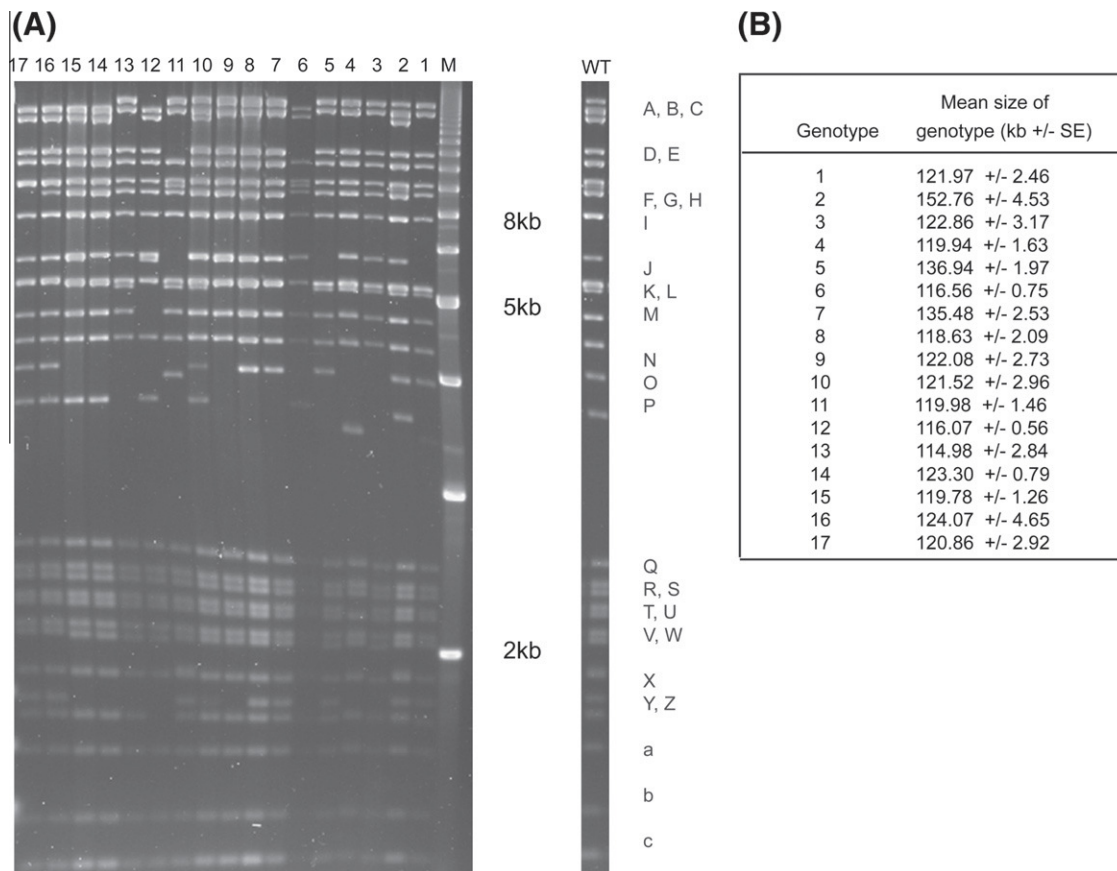 (A)
17 16 15 14 13 12 11 10 9 8 7 6 5 4 3 2 1 M
WT
A, B, C
D, E
F, G, H
8kb
I
J
K, L
5kb
M
N
O
P
Q
R, S
T, U
V, W
2kb
X
Y, Z
a
b
c
(B)
Genotype
Mean size of
genotype (kb +/- SE)
1 121.97 +/- 2.46
2 152.76 +/- 4.53
3 122.86 +/- 3.17
4 119.94 +/- 1.63
5 136.94 +/- 1.97
6 116.56 +/- 0.75
7 135.48 +/- 2.53
8 118.63 +/- 2.09
9 122.08 +/- 2.73
10 121.52 +/- 2.96
11 119.98 +/- 1.46
12 116.07 +/- 0.56
13 114.98 +/- 2.84
14 123.30 +/- 0.79
15 119.78 +/- 1.26
16 124.07 +/- 4.65
17 120.86 +/- 2.92